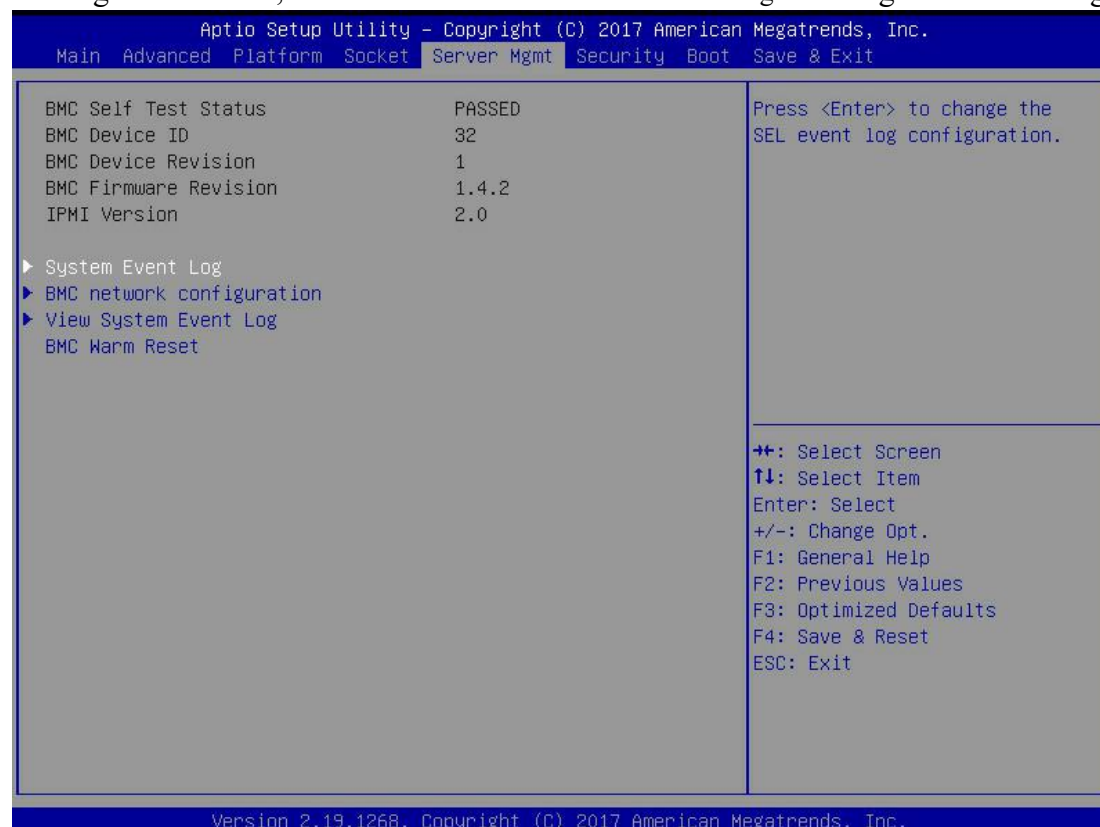 Aptio Setup Utility – Copyright (C) 2017 American Megatrends, Inc.
Main Advanced Platform Socket Server Mgmt Security Boot Save & Exit
BMC Self Test Status PASSED
BMC Device ID 32
BMC Device Revision 1
BMC Firmware Revision 1.4.2
IPMI Version 2.0
System Event Log
BMC network configuration
View System Event Log
BMC Warm Reset
Press <Enter> to change the
SEL event log configuration.
→←: Select Screen
↑↓: Select Item
Enter: Select
+/-: Change Opt.
F1: General Help
F2: Previous Values
F3: Optimized Defaults
F4: Save & Reset
ESC: Exit
Version 2.19.1268. Copyright (C) 2017 American Megatrends, Inc.